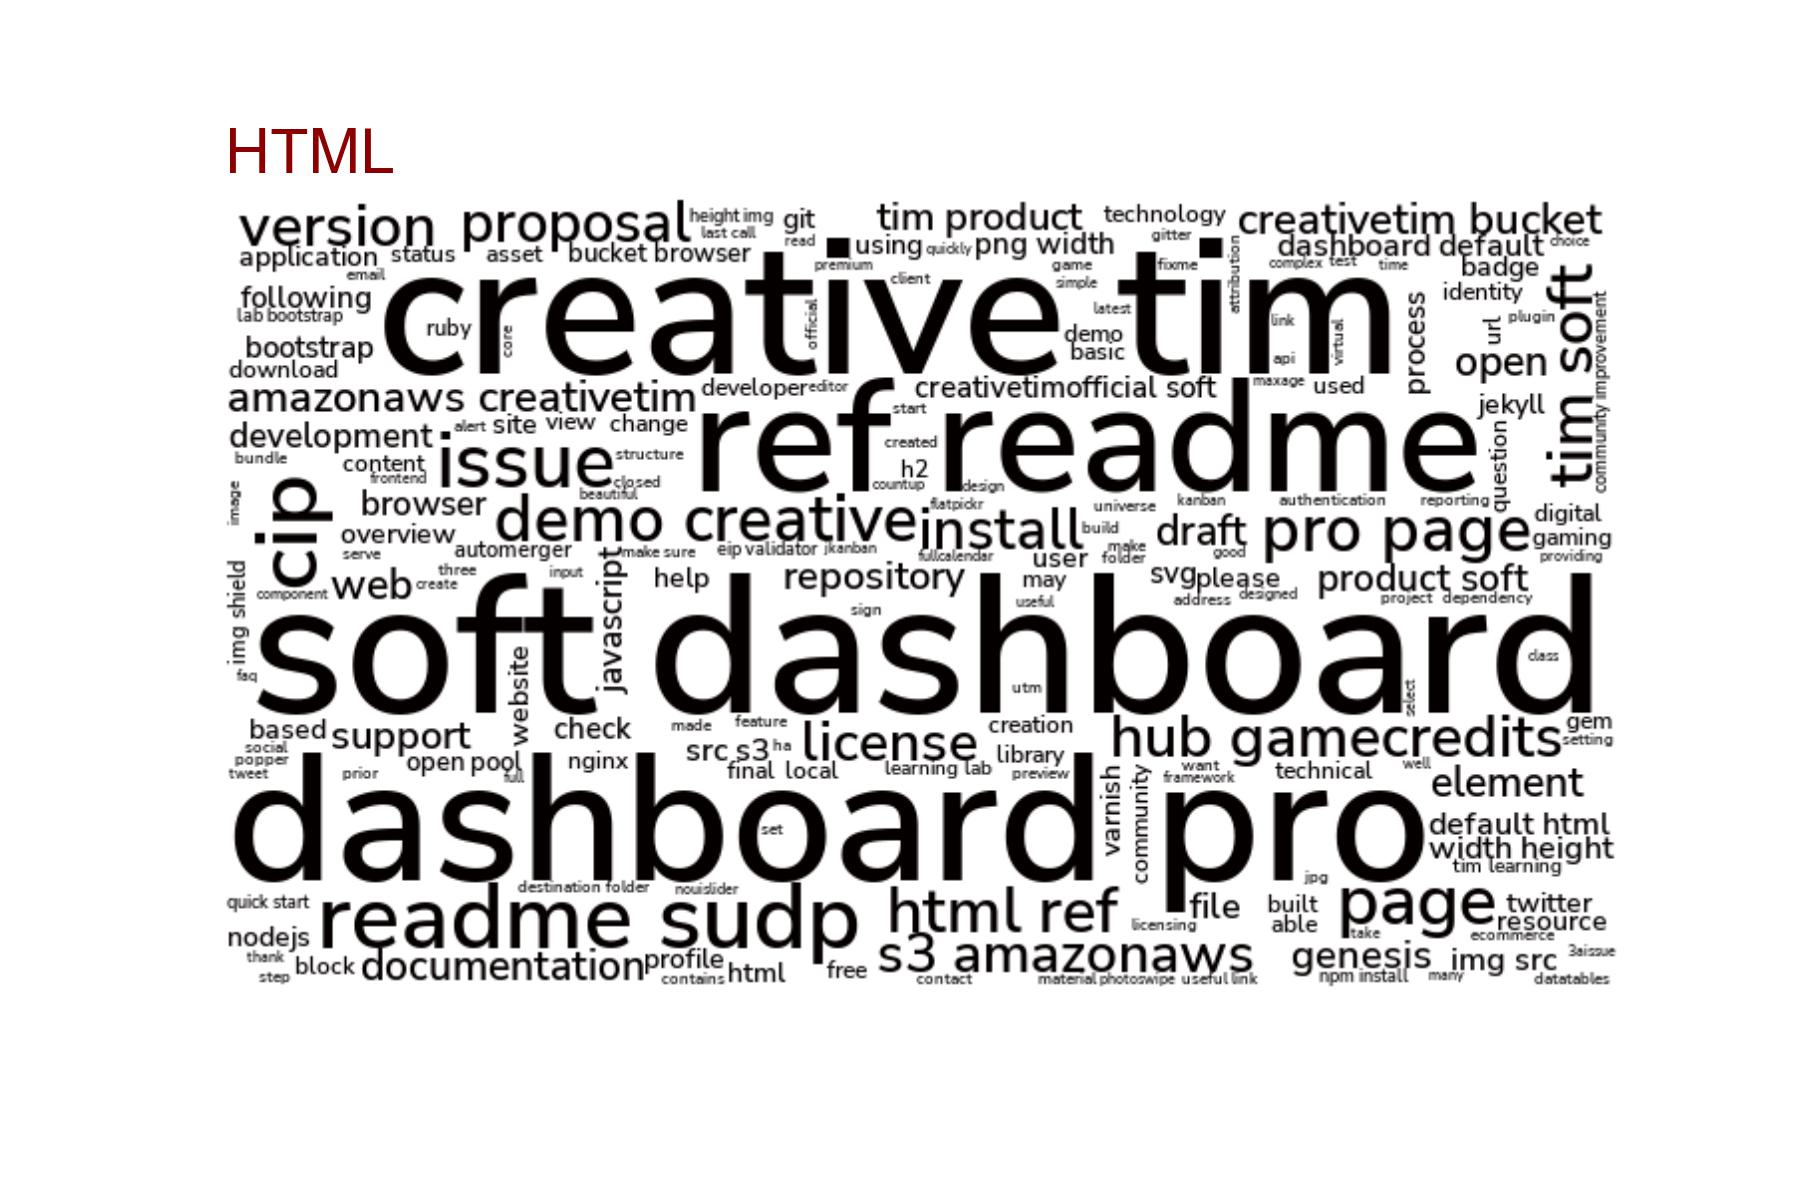 HTML
version proposal height img git tim product technology creativetim bucket
last call read gitter
application status asset bucket browser using quickly png width dashboard default choice
email premium client game fixme attribution complex test time badge
following creative tim simple identity tim soft
lab bootstrap ruby core official latest link virtual process url plugin community improvement
bootstrap demo basic api open
download
amazonaws creativetim developer editor creativetimofficial soft maxage used
development alert site view change ref readme start jekyll
bundle content issue structure created question
frontend closed h2
image cip browser beautiful countup design
demo creative flatpickr universe kanban authentication reporting
overview install build draft pro page digital
serve automerger make sure eip validator jkanban fullcalendar user make folder good gaming providing
img shield component web create three input javascript help repository may svg please product soft
sign useful address designed project dependency
faq soft dashboard class
website utm select
based support check made feature license creation hub gamecredits gem
social src s3 ha library setting
popper open pool nginx
tweet prior full final local learning lab preview want framework technical well element
dashboard pro set varnish community default html
width height
tim learning
destination folder nouislider jpg
quick start readme sudp html ref file built page twitter
able licensing take resource
nodejs ecommerce
thank block documentation profile s3 amazonaws genesis img src 3aissue
step contains html free contact material photoswipe useful link npm install many datatables